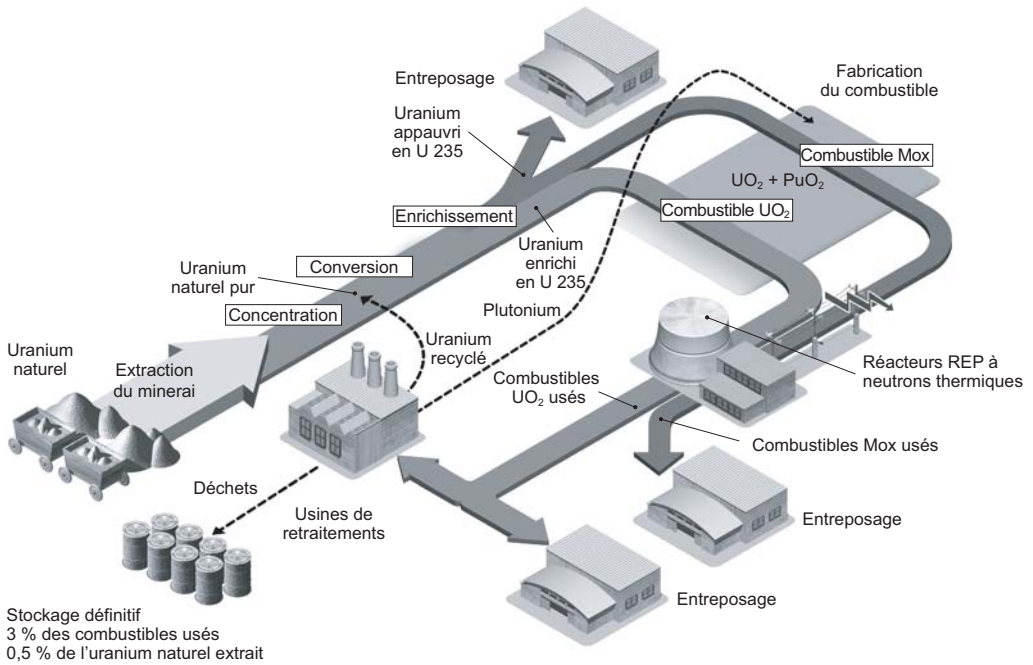 Entreposage
Uranium
appauvri
en U 235
Fabrication
du combustible
Combustible Mox
UO₂ + PuO₂
Combustible UO₂
Enrichissement
Uranium
enrichi
en U 235
Conversion
Uranium
naturel pur
Concentration
Plutonium
Uranium
recyclé
Uranium
naturel
Extraction
du minerai
Réacteurs REP à
neutrons thermiques
Combustibles
UO₂ usés
Combustibles Mox usés
Déchets
Usines de
retraitements
Entreposage
Entreposage
Stockage définitif
3 % des combustibles usés
0,5 % de l'uranium naturel extrait